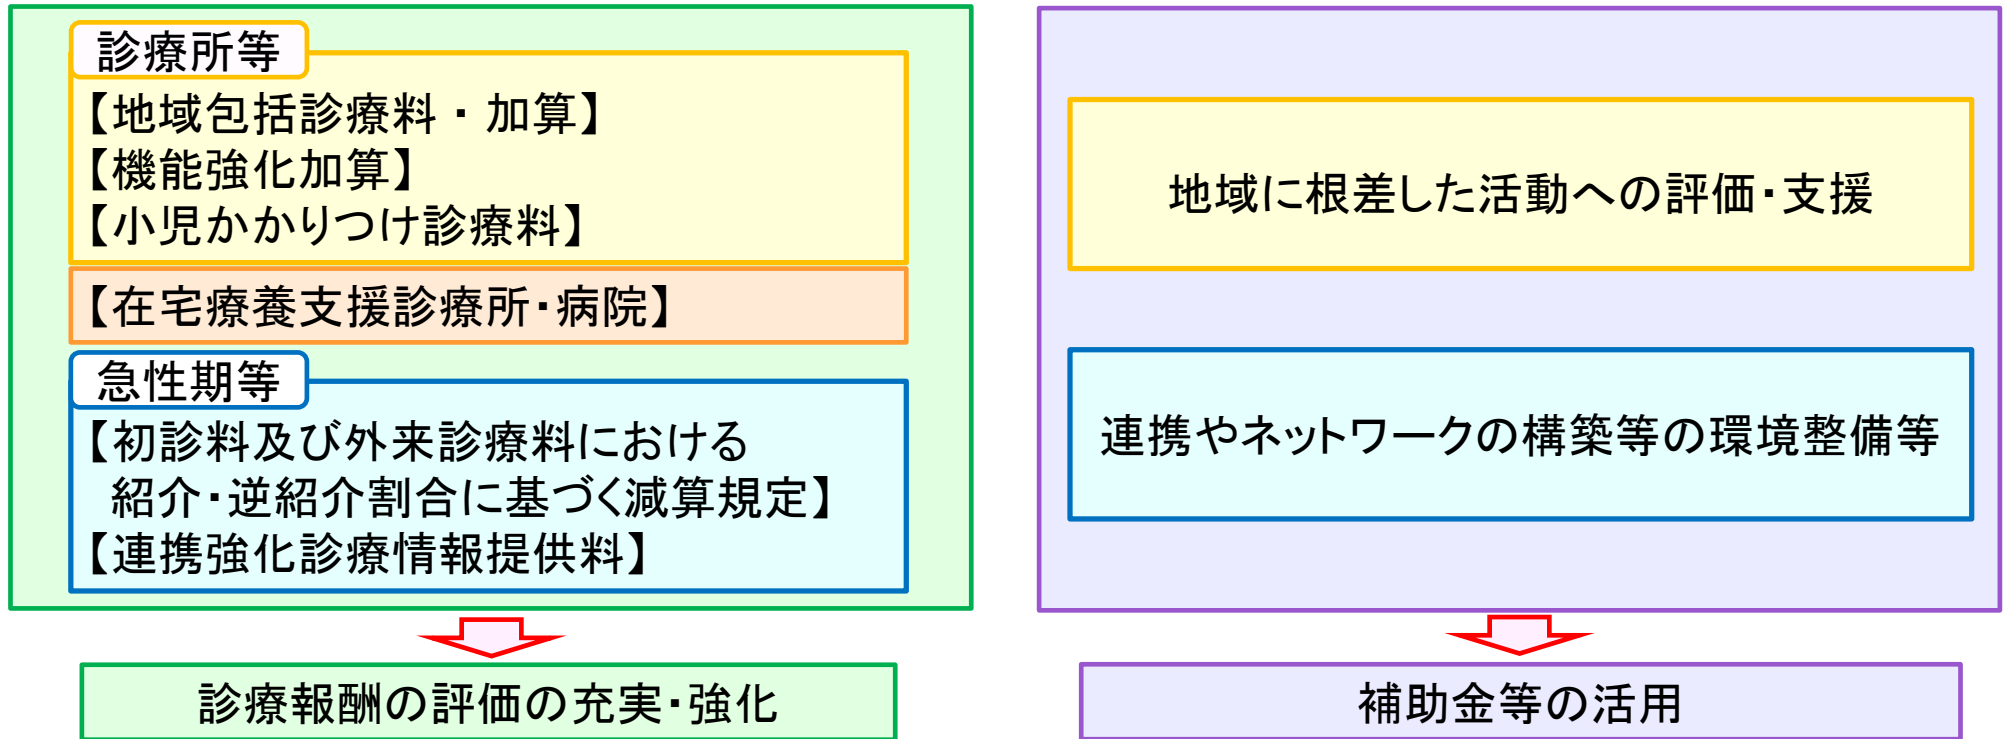 診療所等
【地域包括診療料・加算】
【機能強化加算】
【小児かかりつけ診療料】
【在宅療養支援診療所・病院】
急性期等
【初診料及び外来診療料における
紹介・逆紹介割合に基づく減算規定】
【連携強化診療情報提供料】
診療報酬の評価の充実・強化
地域に根差した活動への評価・支援
連携やネットワークの構築等の環境整備等
補助金等の活用